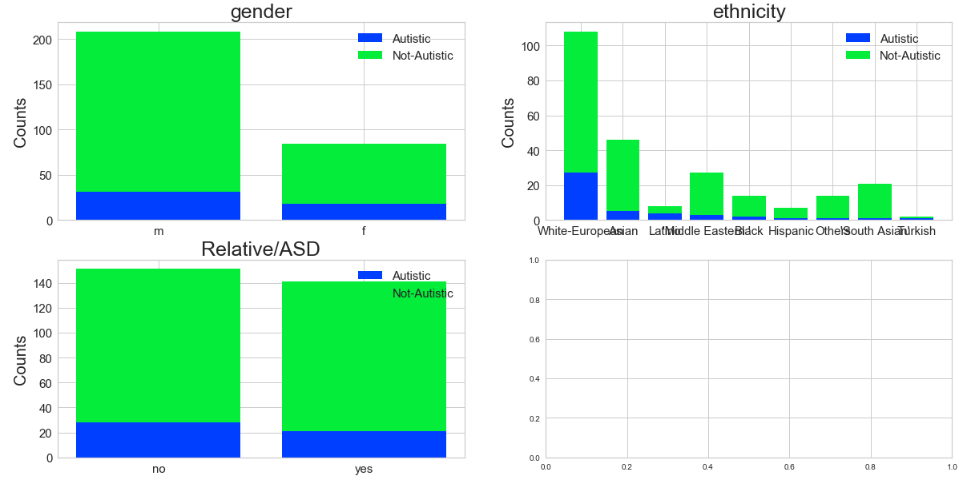 gender
Counts
200
150
100
50
0
m
f
Autistic
Not-Autistic
ethnicity
Counts
100
80
60
40
20
0
White-European
Asian
Latino
'Middle Eastern '
Black
Hispanic
Others
'South Asian'
Turkish
Autistic
Not-Autistic
Relative/ASD
Counts
140
120
100
80
60
40
20
0
no
yes
Autistic
Not-Autistic
1.0
0.8
0.6
0.4
0.2
0.0
0.0
0.2
0.4
0.6
0.8
1.0